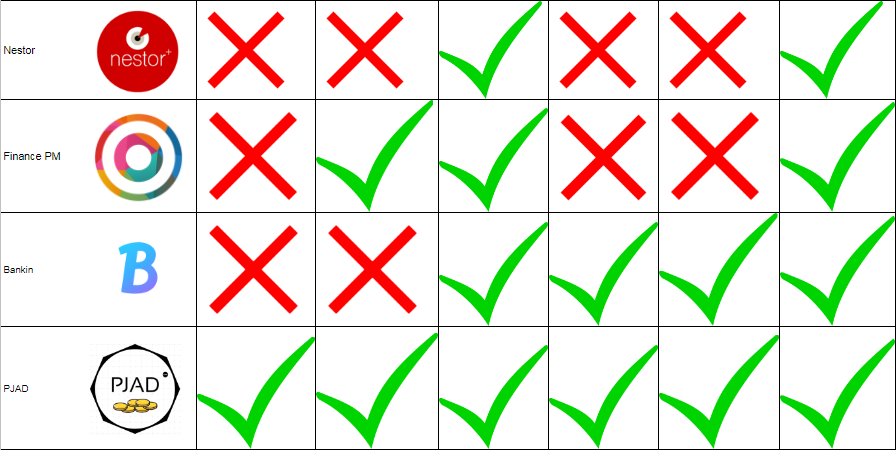 Nestor
nestor+
Finance PM
Bankin
B
PJAD
PJAD